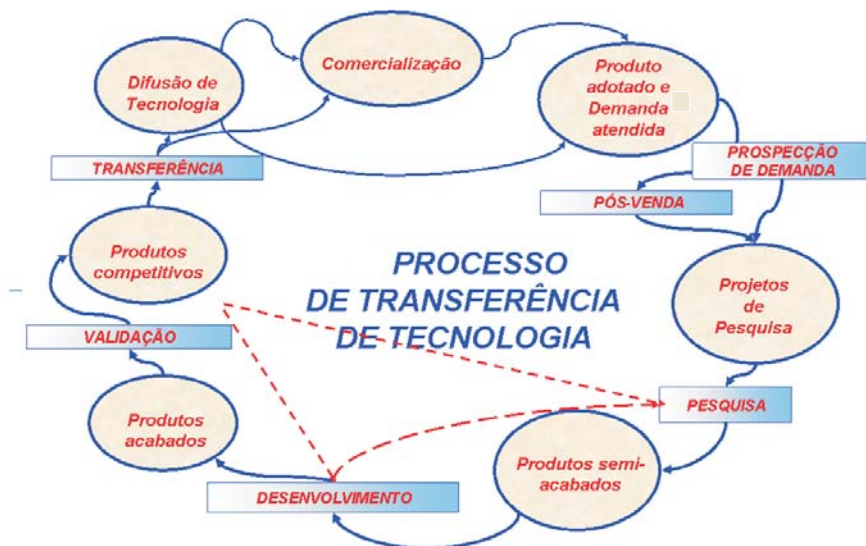 Difusão de
Tecnologia
Comercialização
Produto
adotado e
Demanda
atendida
TRANSFERÊNCIA
PROSPECÇÃO
DE DEMANDA
PÓS-VENDA
Produtos
competitivos
PROCESSO
DE TRANSFERÊNCIA
DE TECNOLOGIA
Projetos
de
Pesquisa
VALIDAÇÃO
PESQUISA
Produtos
acabados
Produtos semi-
acabados
DESENVOLVIMENTO